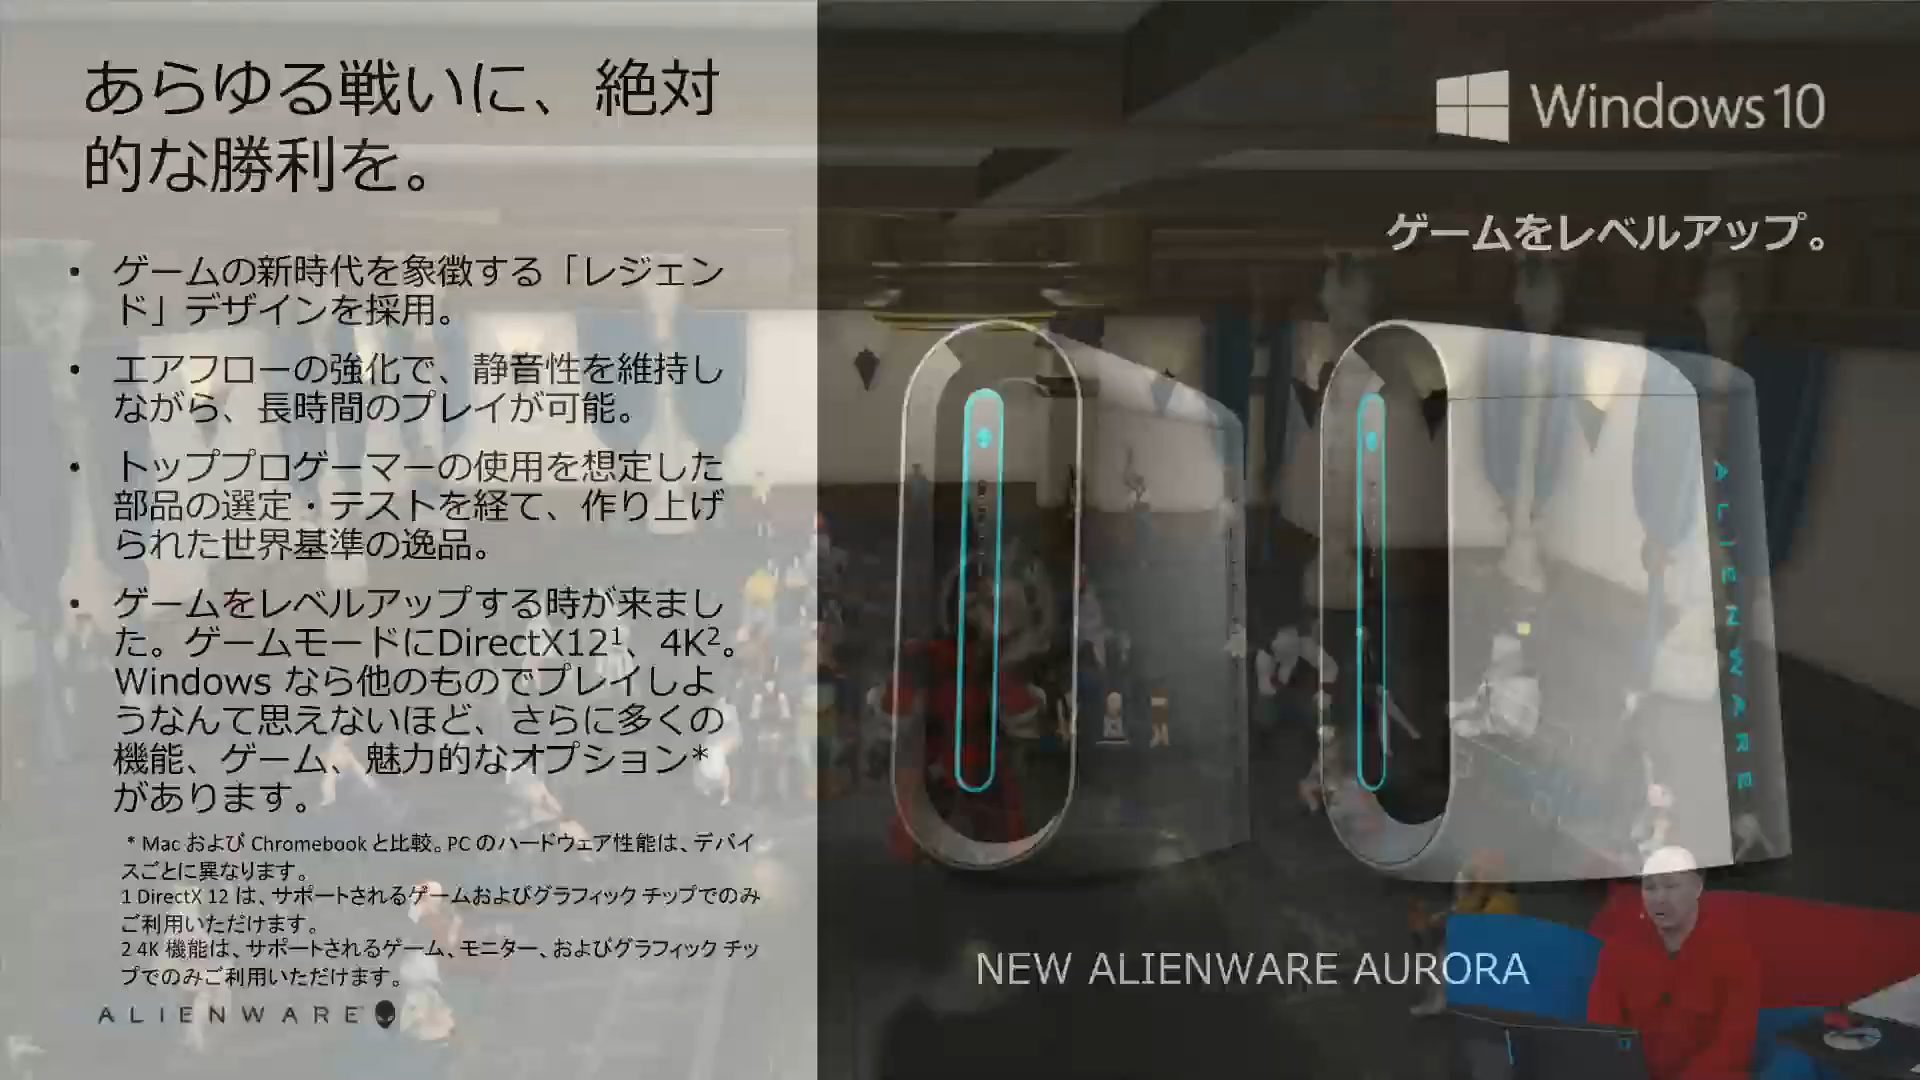 あらゆる戦いに、絶対
的な勝利を。
• ゲームの新時代を象徴する「レジェン
ド」デザインを採用。
• エアフローの強化で、静音性を維持し
ながら、長時間のプレイが可能。
• トッププロゲーマーの使用を想定した
部品の選定・テストを経て、作り上げ
られた世界基準の逸品。
• ゲームをレベルアップする時が来まし
た。ゲームモードにDirectX12¹、4K²。
Windows なら他のものでプレイしよ
うなんて思えないほど、さらに多くの
機能、ゲーム、魅力的なオプション*
があります。
* Mac および Chromebook と比較。PC のハードウェア性能は、デバイ
スごとに異なります。
1 DirectX 12 は、サポートされるゲームおよびグラフィック チップでのみ
ご利用いただけます。
2 4K 機能は、サポートされるゲーム、モニター、およびグラフィック チッ
プでのみご利用いただけます。
ALIENWARE
Windows 10
ゲームをレベルアップ。
ALIENWARE
NEW ALIENWARE AURORA